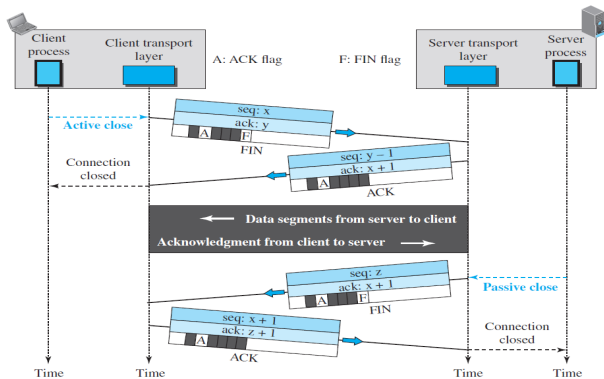 Client
process
Client transport
layer
A: ACK flag
F: FIN flag
Server transport
layer
Server
process
Active close
seq: x
ack: y
A F
FIN
Connection
closed
seq: y – 1
ack: x + 1
A
ACK
Data segments from server to client
Acknowledgment from client to server
seq: z
ack: x + 1
A F
FIN
Passive close
seq: x + 1
ack: z + 1
A
ACK
Connection
closed
Time
Time
Time
Time